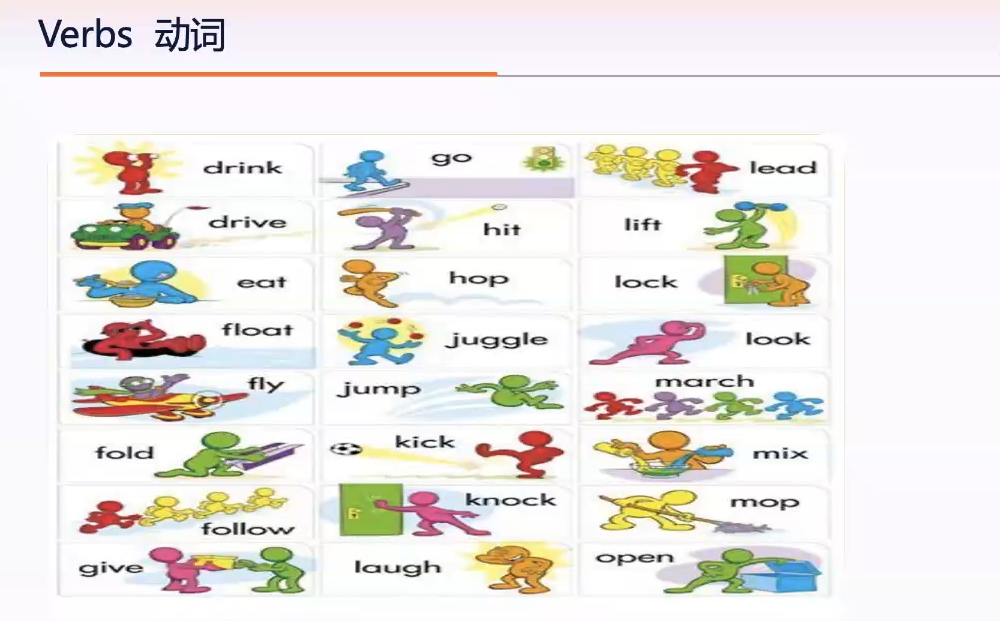 Verbs 动词
drink
go
lead
drive
hit
lift
eat
hop
lock
float
juggle
look
fly
jump
march
fold
kick
mix
follow
knock
mop
give
laugh
open